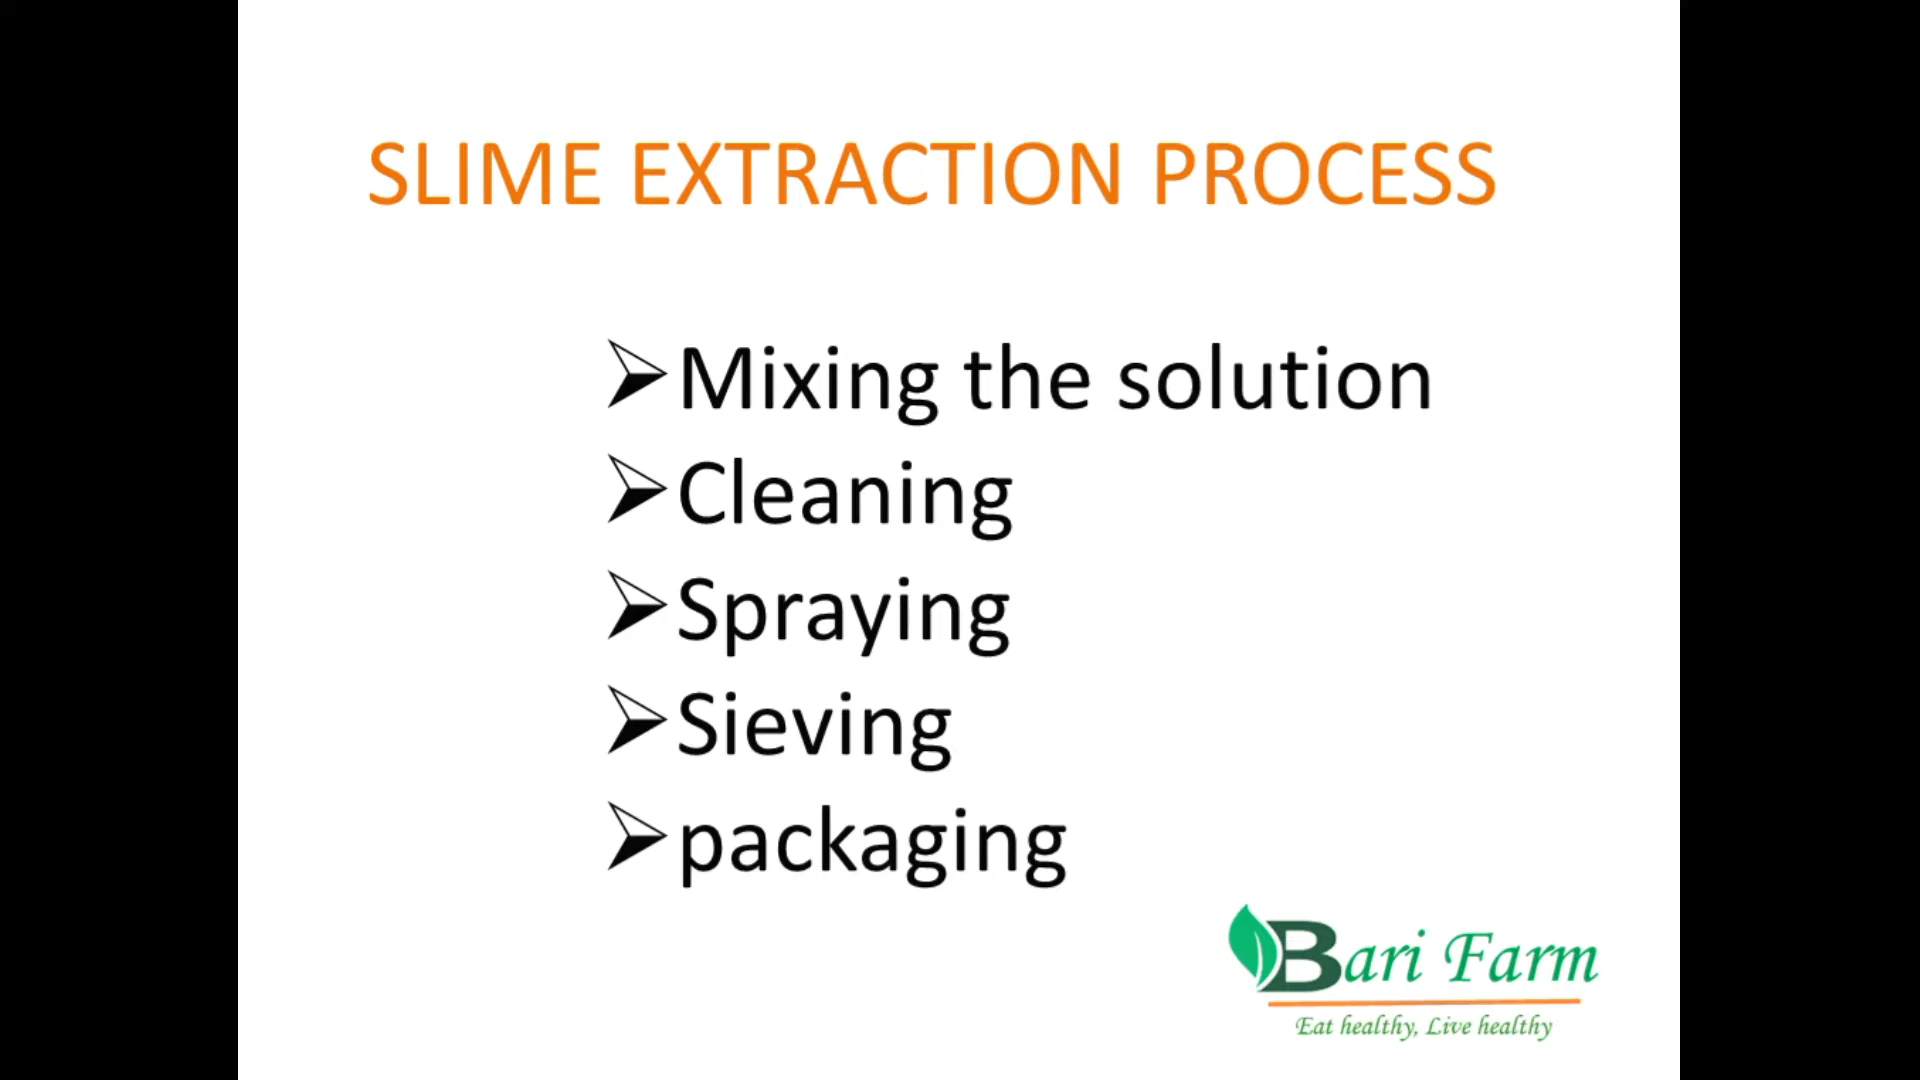 SLIME EXTRACTION PROCESS
Mixing the solution
Cleaning
Spraying
Sieving
packaging
Bari Farm
Eat healthy, Live healthy